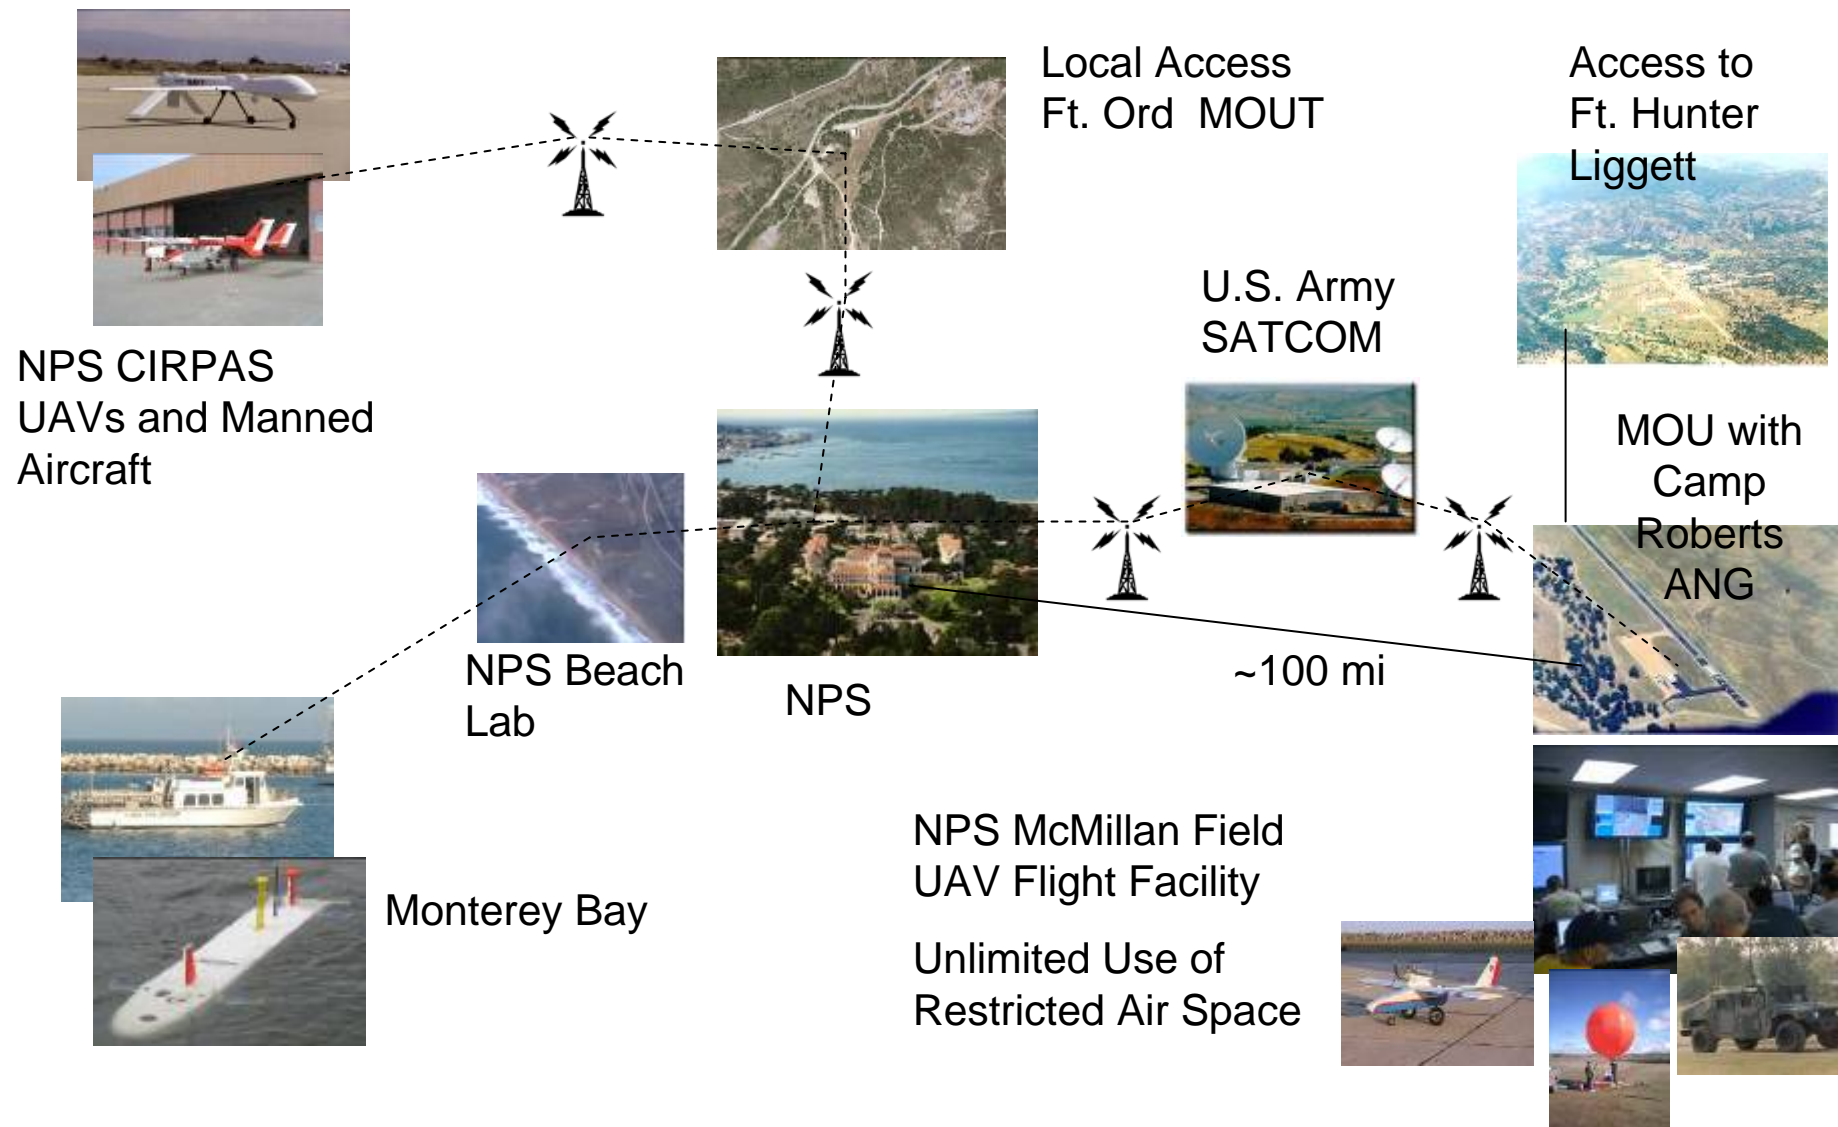 Local Access
Ft. Ord  MOUT
Access to
Ft. Hunter
Liggett
U.S. Army
SATCOM
NPS CIRPAS
UAVs and Manned
Aircraft
MOU with
Camp
Roberts
ANG
NPS Beach
Lab
NPS
~100 mi
NPS McMillan Field
UAV Flight Facility
Monterey Bay
Unlimited Use of
Restricted Air Space